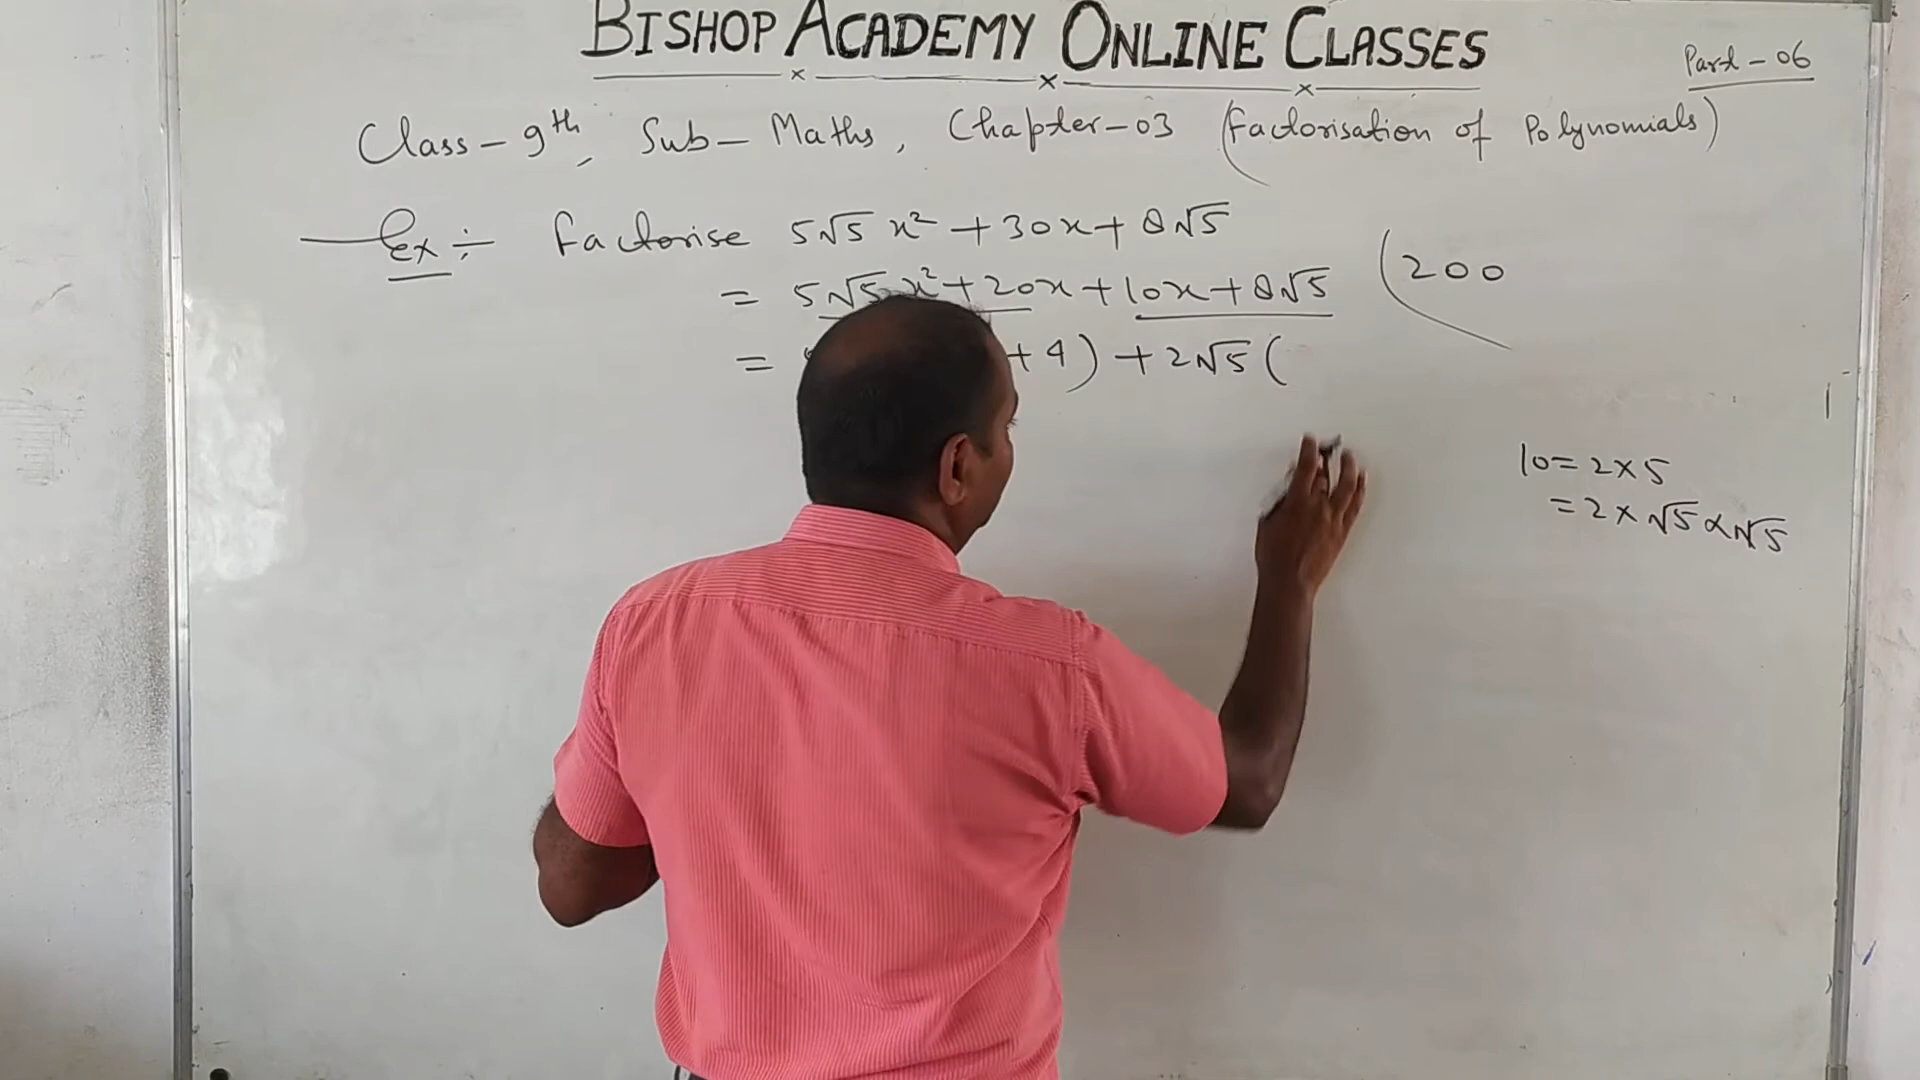 BISHOP ACADEMY ONLINE CLASSES
Part - 06
Class - 9th, Sub - Maths, Chapter - 03 (Factorisation of Polynomials)
Ex ÷ Factorise 5√5 x² + 30x + 8√5
= 5√5 x² + 20x + 10x + 8√5 (200
= + 4) + 2√5 (
10 = 2 × 5
= 2 × √5 × √5